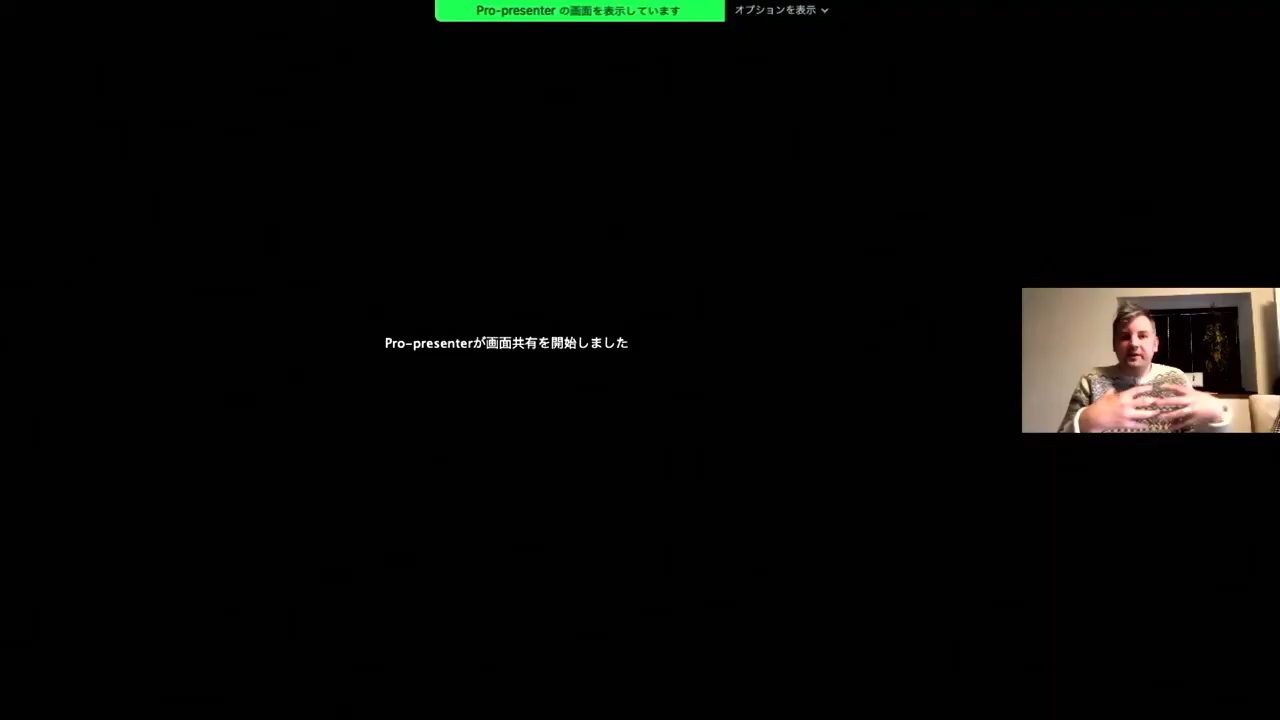 Pro-presenter の画面を表示しています
オプションを表示
Pro-presenterが画面共有を開始しました